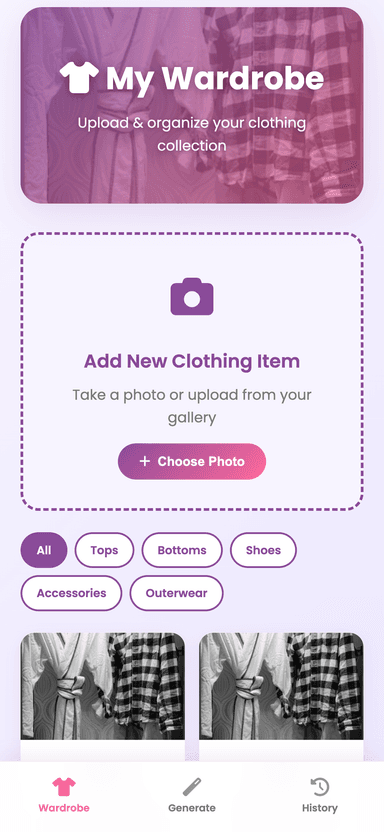 My Wardrobe
Upload & organize your clothing
collection
Add New Clothing Item
Take a photo or upload from your
gallery
+ Choose Photo
All Tops Bottoms Shoes
Accessories Outerwear
Wardrobe Generate History